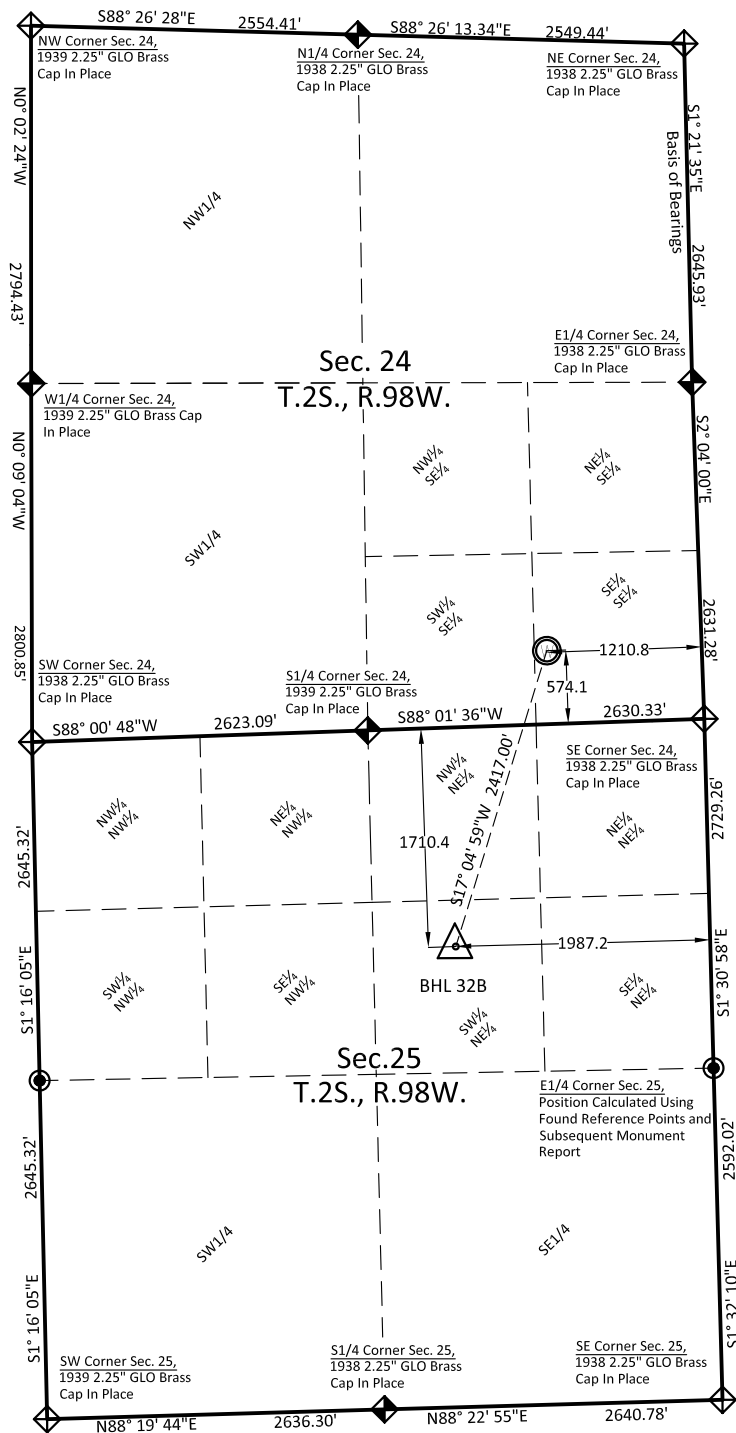 S88° 26' 28"E
2554.41'
S88° 26' 13.34"E
2549.44'
NW Corner Sec. 24,
1939 2.25" GLO Brass
Cap In Place
N1/4 Corner Sec. 24,
1938 2.25" GLO Brass
Cap In Place
NE Corner Sec. 24,
1938 2.25" GLO Brass
Cap In Place
N0° 02' 24"W
2794.43'
S1° 21' 35"E
Basis of Bearings
2645.93'
NW1/4
E1/4 Corner Sec. 24,
1938 2.25" GLO Brass
Cap In Place
Sec. 24
T.2S., R.98W.
W1/4 Corner Sec. 24,
1939 2.25" GLO Brass Cap
In Place
N0° 09' 04"W
2800.85'
S2° 04' 00"E
2631.28'
NW¼
SE¼
NE¼
SE¼
SW1/4
SW¼
SE¼
SE¼
SE¼
1210.8
574.1
SW Corner Sec. 24,
1938 2.25" GLO Brass
Cap In Place
S1/4 Corner Sec. 24,
1939 2.25" GLO Brass
Cap In Place
S88° 00' 48"W
2623.09'
S88° 01' 36"W
2630.33'
SE Corner Sec. 24,
1938 2.25" GLO Brass
Cap In Place
NW¼
NW¼
NE¼
NW¼
NW¼
NE¼
NE¼
NE¼
S17° 04' 59"W 2417.00'
1710.4
2645.32'
S1° 16' 05"E
2729.26'
S1° 30' 58"E
1987.2
BHL 32B
SW¼
NW¼
SE¼
NW¼
SW¼
NE¼
SE¼
NE¼
Sec.25
T.2S., R.98W.
E1/4 Corner Sec. 25,
Position Calculated Using
Found Reference Points and
Subsequent Monument
Report
2645.32'
S1° 16' 05"E
2592.02'
S1° 32' 10"E
SW1/4
SE1/4
SW Corner Sec. 25,
1939 2.25" GLO Brass
Cap In Place
S1/4 Corner Sec. 25,
1938 2.25" GLO Brass
Cap In Place
SE Corner Sec. 25,
1938 2.25" GLO Brass
Cap In Place
N88° 19' 44"E
2636.30'
N88° 22' 55"E
2640.78'